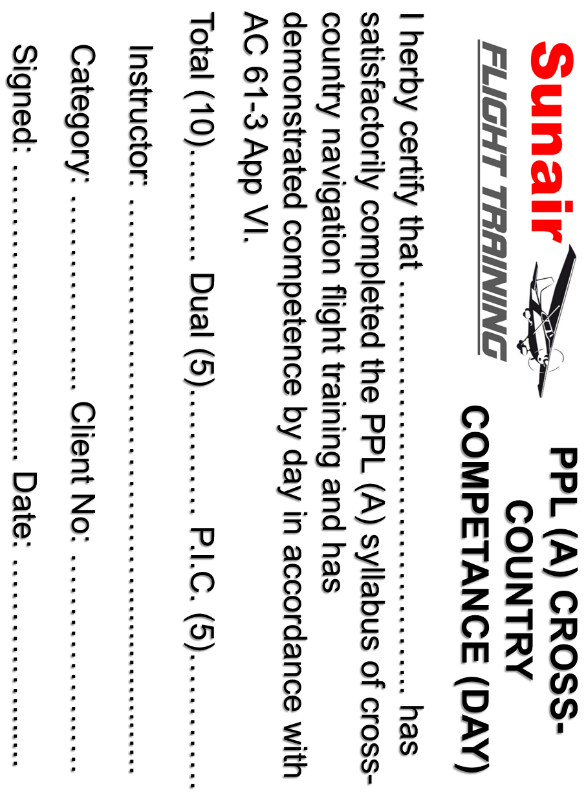 Sunair
FLIGHT TRAINING
PPL (A) CROSS-
COUNTRY
COMPETANCE (DAY)
I herby certify that ........................................ has
satisfactorily completed the PPL (A) syllabus of cross-
country navigation flight training and has
demonstrated competence by day in accordance with
AC 61-3 App VI.
Total (10)............ Dual (5)............. P.I.C. (5)..............
Instructor: ..........................................................
Category: ...................... Client No: ......................
Signed: ................................ Date: ......................